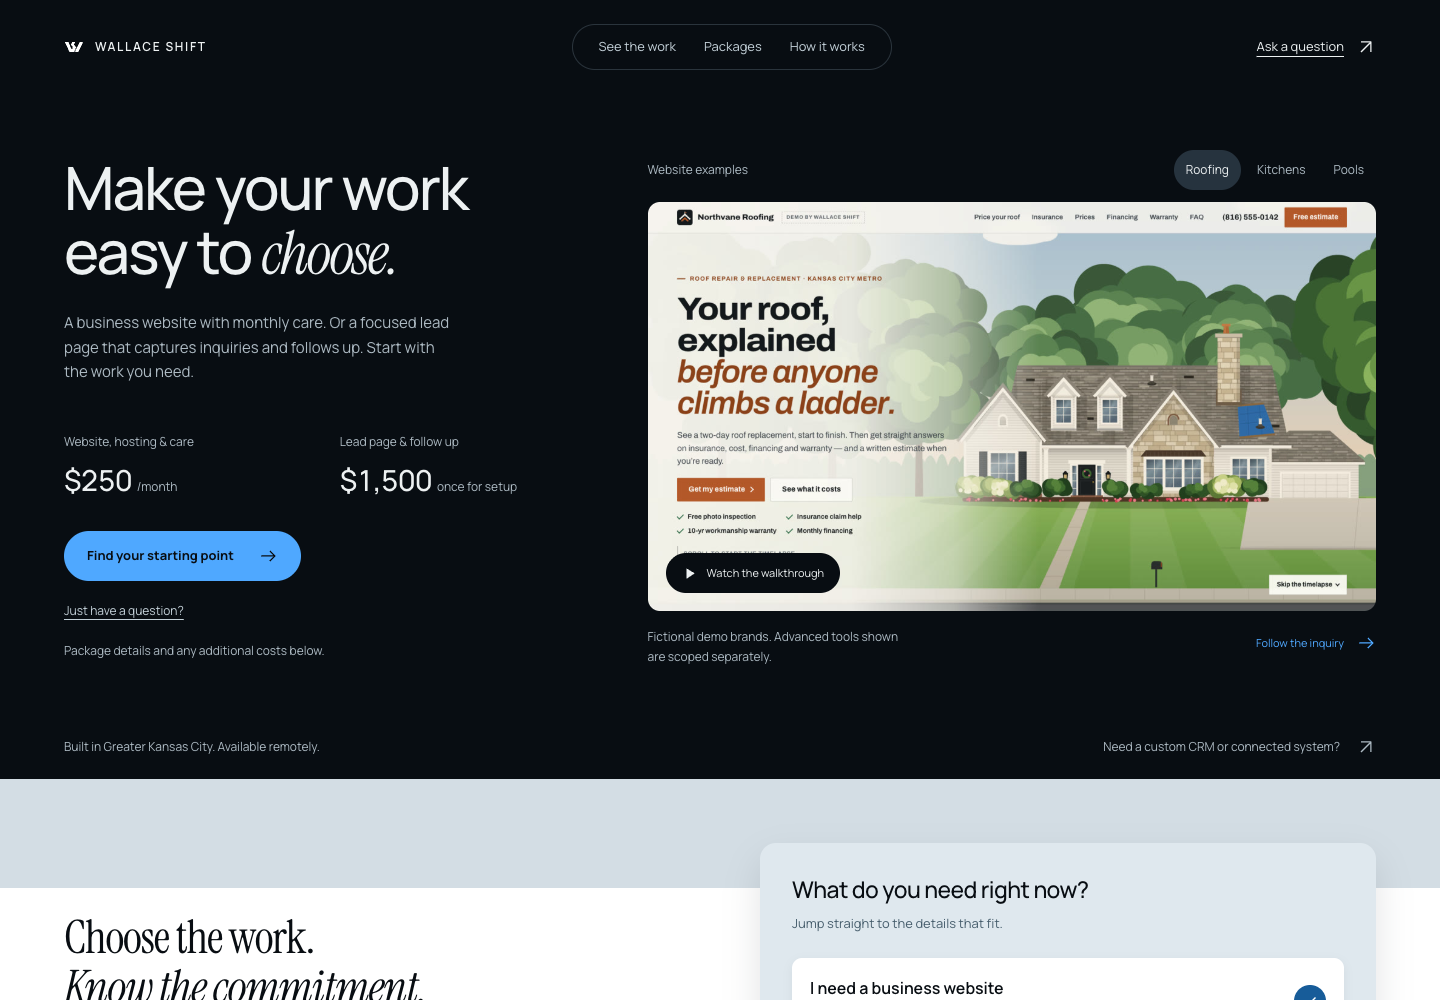 WALLACE SHIFT
See the work
Packages
How it works
Ask a question
Make your work
easy to choose.
A business website with monthly care. Or a focused lead
page that captures inquiries and follows up. Start with
the work you need.
Website, hosting & care
$250 /month
Lead page & follow up
$1,500 once for setup
Find your starting point
Just have a question?
Package details and any additional costs below.
Website examples
Roofing
Kitchens
Pools
Northvane Roofing
DEMO BY WALLACE SHIFT
Price your roof
Insurance
Prices
Financing
Warranty
FAQ
(816) 555-0142
Free estimate
ROOF REPAIR & REPLACEMENT · KANSAS CITY METRO
Your roof,
explained
before anyone
climbs a ladder.
See a two-day roof replacement, start to finish. Then get straight answers
on insurance, cost, financing and warranty — and a written estimate when
you're ready.
Get my estimate
See what it costs
Free photo inspection
Insurance claim help
10-yr workmanship warranty
Monthly financing
Watch the walkthrough
Skip the timelapse
Fictional demo brands. Advanced tools shown
are scoped separately.
Follow the inquiry
Built in Greater Kansas City. Available remotely.
Need a custom CRM or connected system?
Choose the work.
Know the commitment.
What do you need right now?
Jump straight to the details that fit.
I need a business website